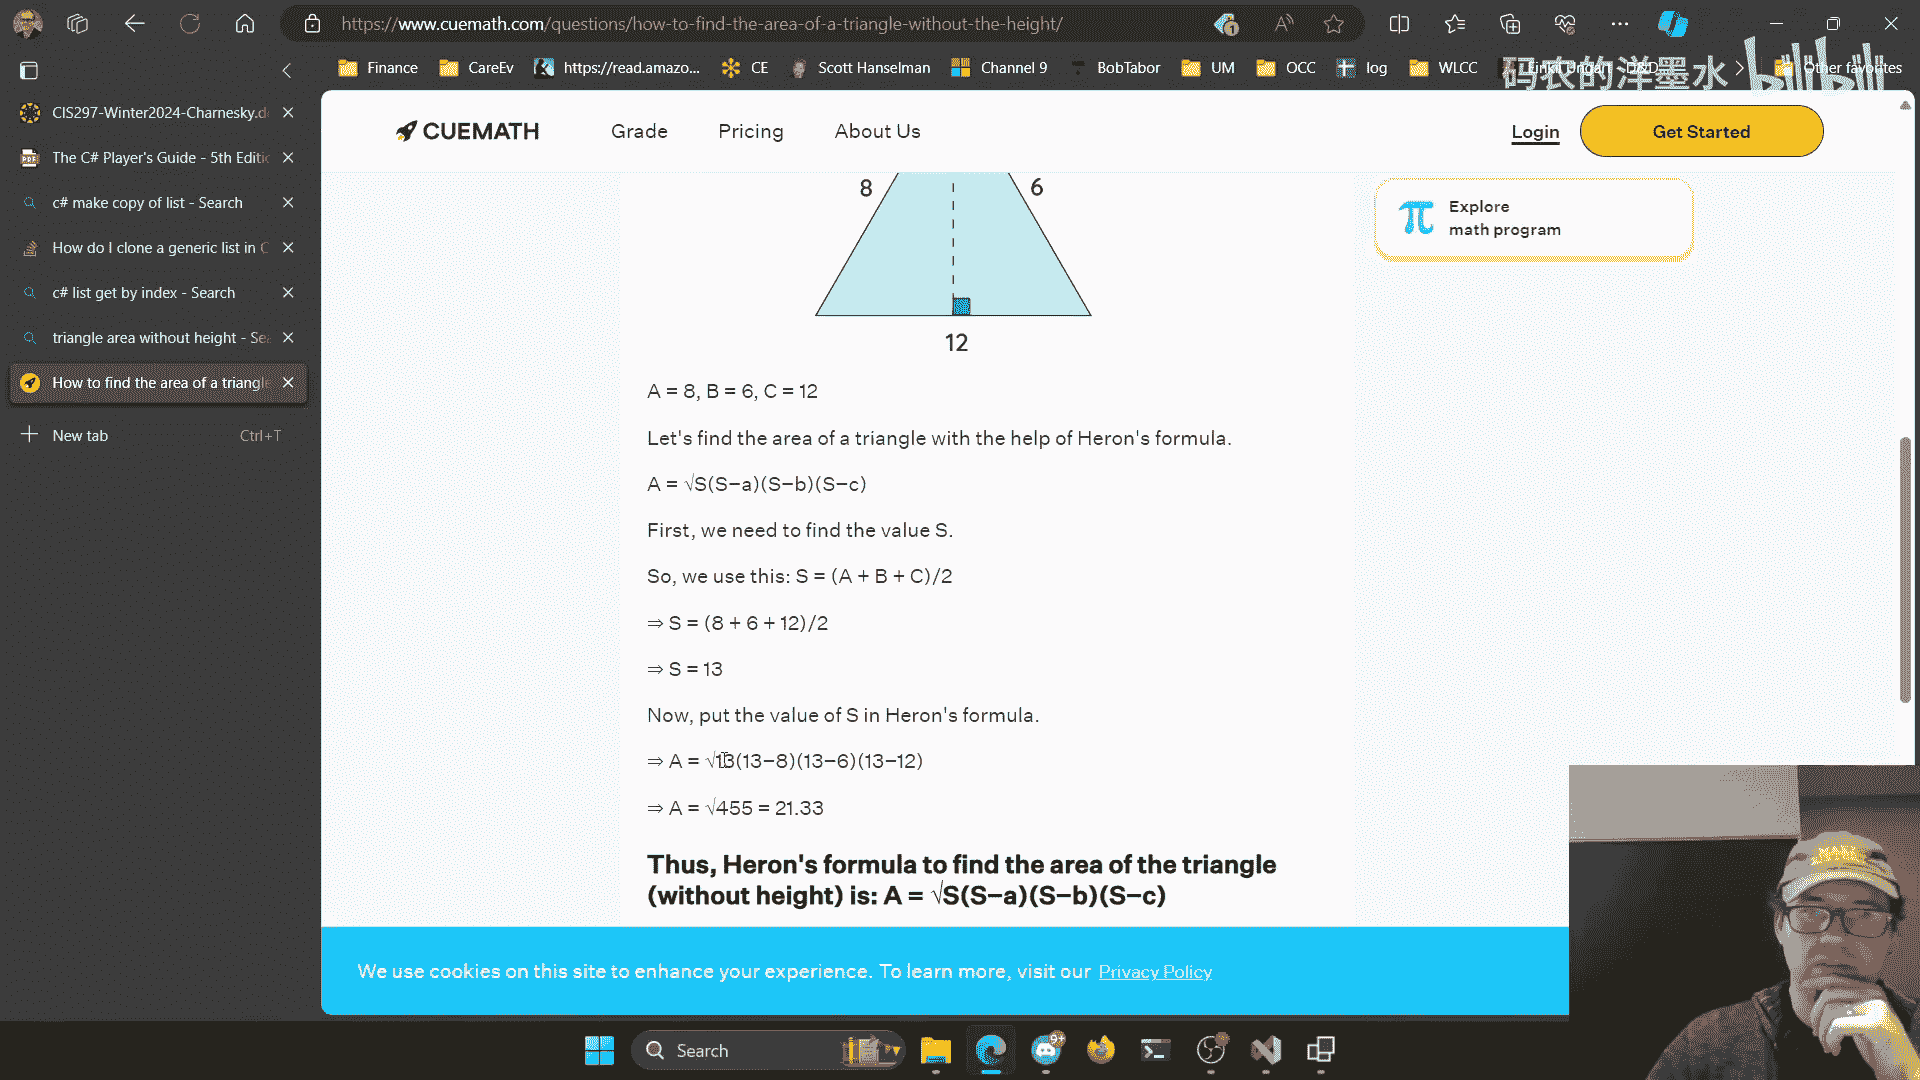 https://www.cuemath.com/questions/how-to-find-the-area-of-a-triangle-without-the-height/
Finance
CareEv
https://read.amazo...
CE
Scott Hanselman
Channel 9
BobTabor
UM
OCC
log
WLCC
Other favorites
码农的洋墨水
bilibili
CIS297-Winter2024-Charnesky.d
The C# Player's Guide - 5th Editi
c# make copy of list - Search
How do I clone a generic list in C
c# list get by index - Search
triangle area without height - Sea
How to find the area of a triangle
New tab
Ctrl+T
CUEMATH
Grade
Pricing
About Us
Login
Get Started
π
Explore
math program
8
6
12
A = 8, B = 6, C = 12
Let's find the area of a triangle with the help of Heron's formula.
A = √S(S−a)(S−b)(S−c)
First, we need to find the value S.
So, we use this: S = (A + B + C)/2
⇒ S = (8 + 6 + 12)/2
⇒ S = 13
Now, put the value of S in Heron's formula.
⇒ A = √13(13−8)(13−6)(13−12)
⇒ A = √455 = 21.33
Thus, Heron's formula to find the area of the triangle
(without height) is: A = √S(S−a)(S−b)(S−c)
We use cookies on this site to enhance your experience. To learn more, visit our Privacy Policy
Search
9+